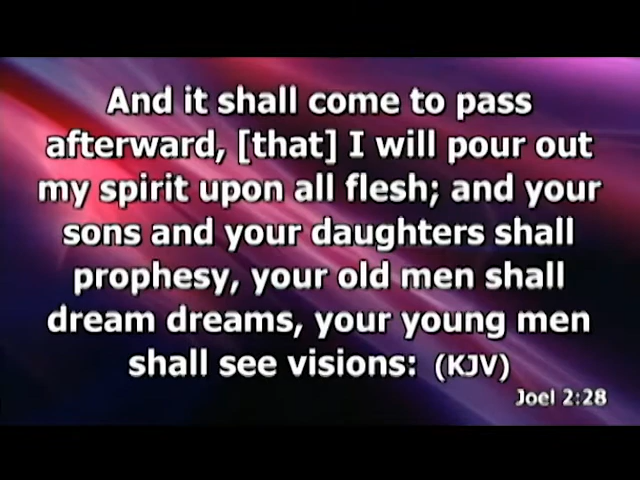 And it shall come to pass
afterward, [that] I will pour out
my spirit upon all flesh; and your
sons and your daughters shall
prophesy, your old men shall
dream dreams, your young men
shall see visions: (KJV)
Joel 2:28